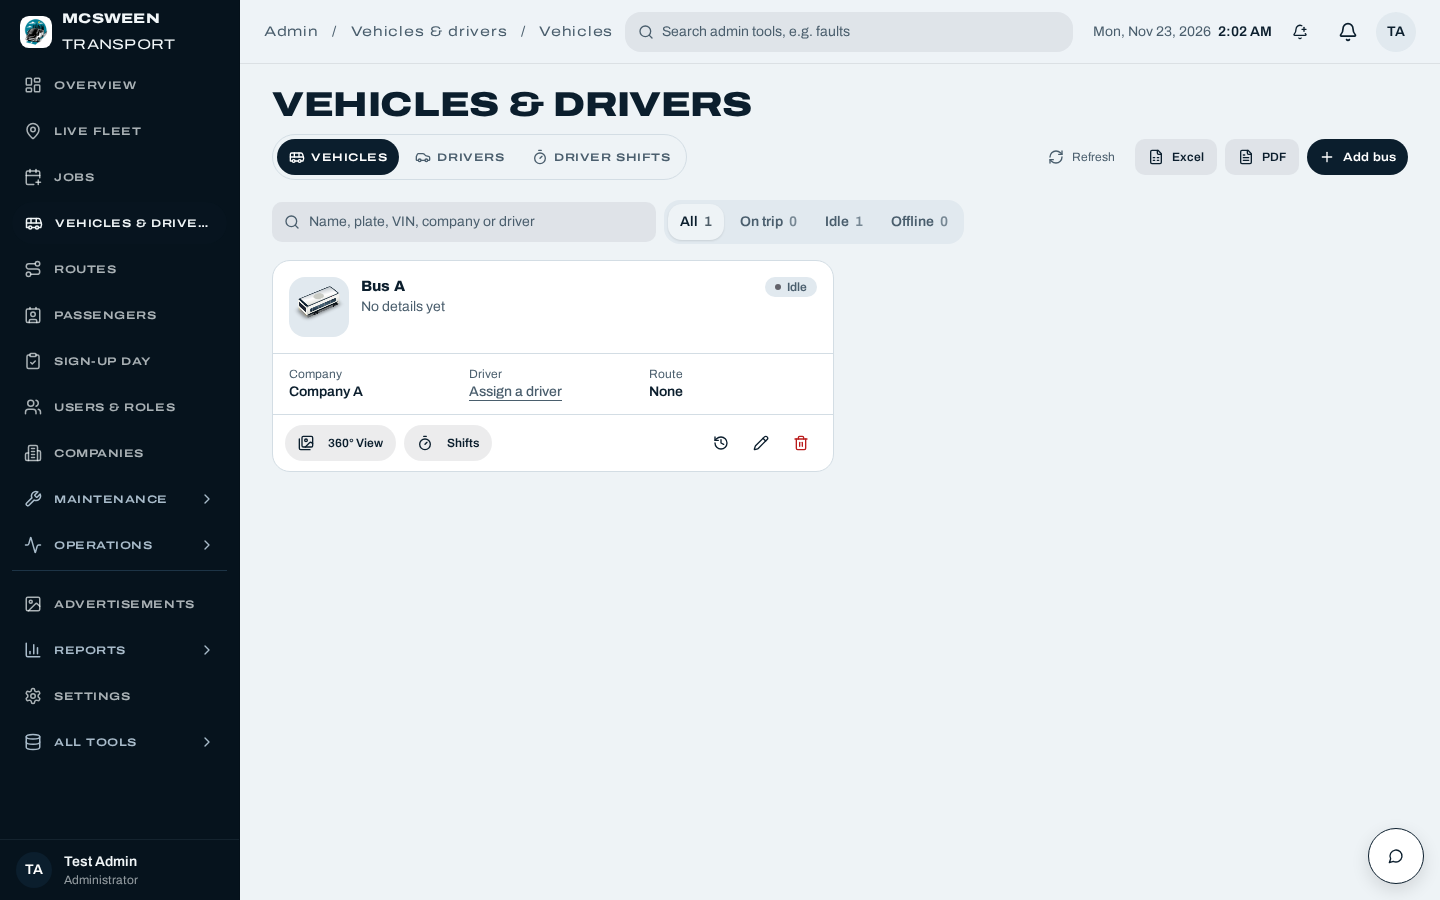 MCSWEEN
TRANSPORT
OVERVIEW
LIVE FLEET
JOBS
VEHICLES & DRIVE...
ROUTES
PASSENGERS
SIGN-UP DAY
USERS & ROLES
COMPANIES
MAINTENANCE
OPERATIONS
ADVERTISEMENTS
REPORTS
SETTINGS
ALL TOOLS
TA
Test Admin
Administrator
Admin / Vehicles & drivers / Vehicles
Search admin tools, e.g. faults
Mon, Nov 23, 2026 2:02 AM
TA
VEHICLES & DRIVERS
VEHICLES DRIVERS DRIVER SHIFTS
Refresh Excel PDF Add bus
Name, plate, VIN, company or driver
All 1 On trip 0 Idle 1 Offline 0
Bus A
Idle
No details yet
Company Driver Route
Company A Assign a driver None
360° View Shifts